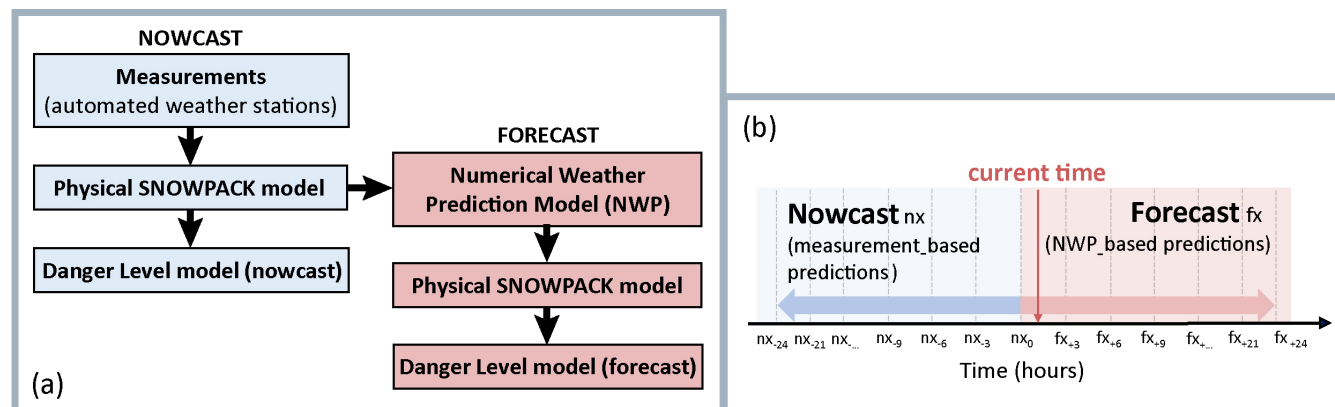 NOWCAST
Measurements
(automated weather stations)
Physical SNOWPACK model
Danger Level model (nowcast)
FORECAST
Numerical Weather
Prediction Model (NWP)
Physical SNOWPACK model
Danger Level model (forecast)
(a)
(b)
current time
Nowcast nx
(measurement_based
predictions)
Forecast fx
(NWP_based predictions)
nx-24 nx-21 nx-... nx-9 nx-6 nx-3 nx0 fx+3 fx+6 fx+9 fx+... fx+21 fx+24
Time (hours)